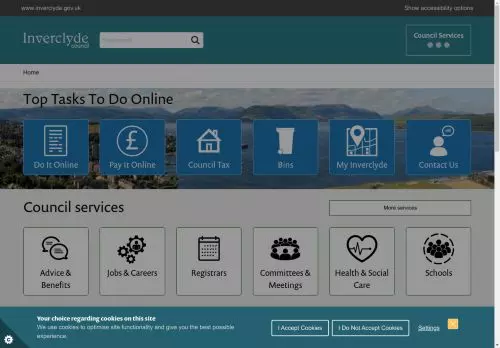 www.inverclyde.gov.uk
Show accessibility options
Inverclyde
council
Council Services
Home
Top Tasks To Do Online
Do It Online
Pay it Online
Council Tax
Bins
My Inverclyde
Contact Us
Council services
More services
Advice &
Benefits
Jobs & Careers
Registrars
Committees &
Meetings
Health & Social
Care
Schools
Your choice regarding cookies on this site
We use cookies to optimise site functionality and give you the best possible
experience.
I Accept Cookies
I Do Not Accept Cookies
Settings